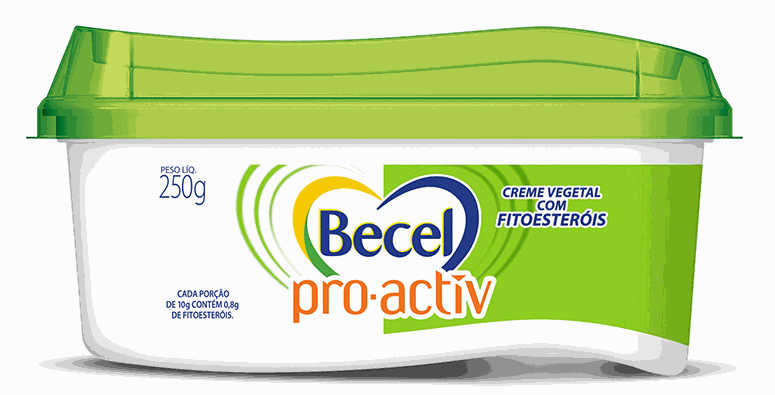 PESO LÍQ.
250g
CREME VEGETAL
COM
FITOESTERÓIS
Becel
pro·activ
CADA PORÇÃO
DE 10g CONTÉM 0,8g
DE FITOESTERÓIS.